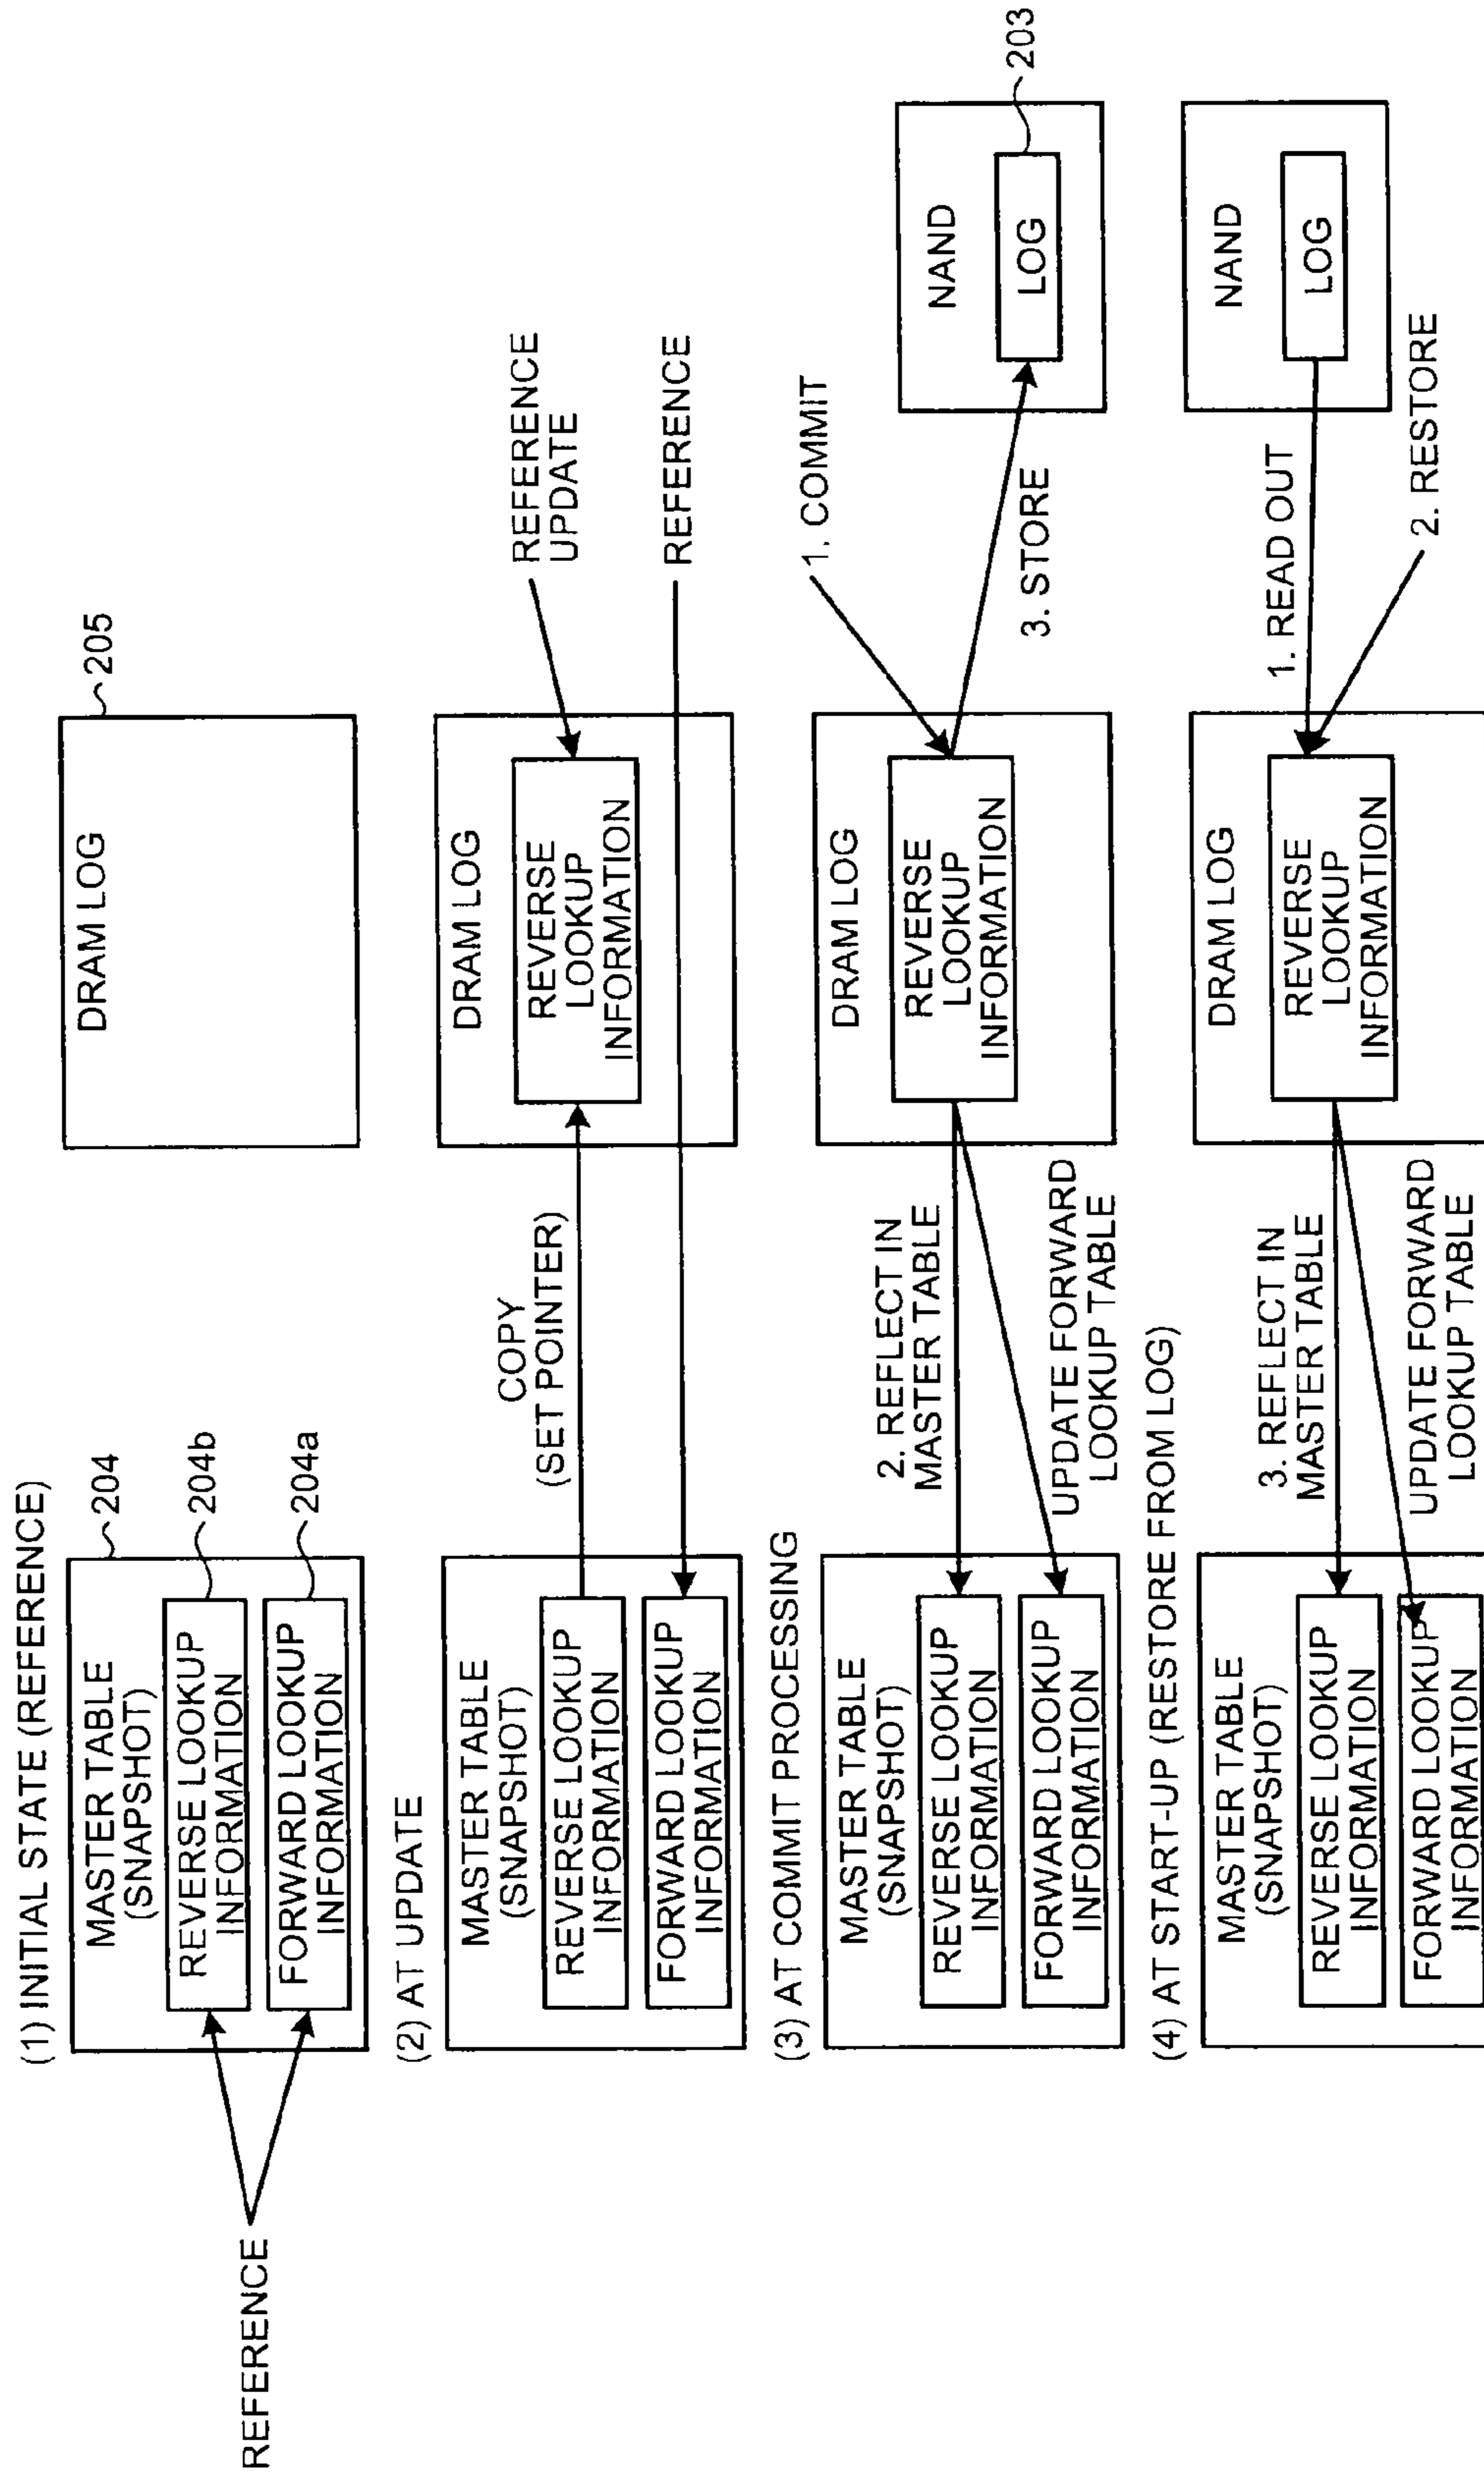 (1) INITIAL STATE (REFERENCE)
204
MASTER TABLE
(SNAPSHOT)
REVERSE LOOKUP
INFORMATION
204b
FORWARD LOOKUP
INFORMATION
204a
REFERENCE
205
DRAM LOG
(2) AT UPDATE
MASTER TABLE
(SNAPSHOT)
REVERSE LOOKUP
INFORMATION
FORWARD LOOKUP
INFORMATION
COPY
(SET POINTER)
DRAM LOG
REVERSE
LOOKUP
INFORMATION
REFERENCE
UPDATE
REFERENCE
(3) AT COMMIT PROCESSING
MASTER TABLE
(SNAPSHOT)
REVERSE LOOKUP
INFORMATION
FORWARD LOOKUP
INFORMATION
2. REFLECT IN
MASTER TABLE
UPDATE FORWARD
LOOKUP TABLE
DRAM LOG
REVERSE
LOOKUP
INFORMATION
1. COMMIT
3. STORE
NAND
LOG
203
(4) AT START-UP (RESTORE FROM LOG)
MASTER TABLE
(SNAPSHOT)
REVERSE LOOKUP
INFORMATION
FORWARD LOOKUP
INFORMATION
3. REFLECT IN
MASTER TABLE
UPDATE FORWARD
LOOKUP TABLE
DRAM LOG
REVERSE
LOOKUP
INFORMATION
1. READ OUT
2. RESTORE
NAND
LOG